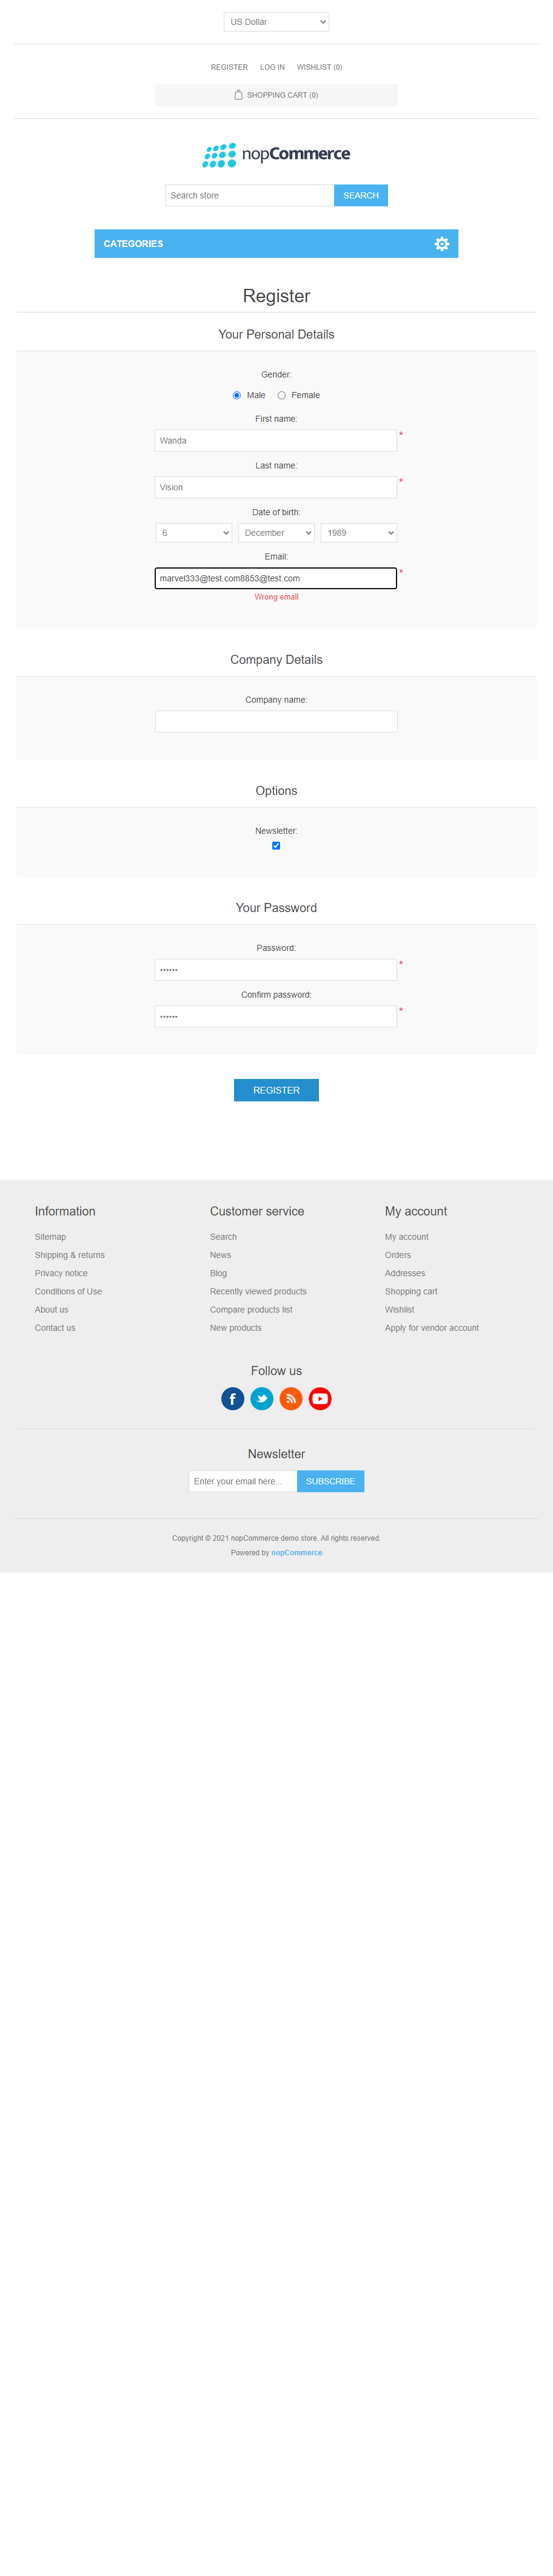 US Dollar
REGISTER LOG IN WISHLIST (0)
SHOPPING CART (0)
nopCommerce
Search store SEARCH
CATEGORIES
Register
Your Personal Details
Gender:
Male Female
First name:
Wanda *
Last name:
Vision *
Date of birth:
6 December 1989
Email:
marvel333@test.com8853@test.com *
Wrong email
Company Details
Company name:
Options
Newsletter:
Your Password
Password:
•••••• *
Confirm password:
•••••• *
REGISTER
Information Customer service My account
Sitemap Search My account
Shipping & returns News Orders
Privacy notice Blog Addresses
Conditions of Use Recently viewed products Shopping cart
About us Compare products list Wishlist
Contact us New products Apply for vendor account
Follow us
Newsletter
Enter your email here... SUBSCRIBE
Copyright © 2021 nopCommerce demo store. All rights reserved.
Powered by nopCommerce